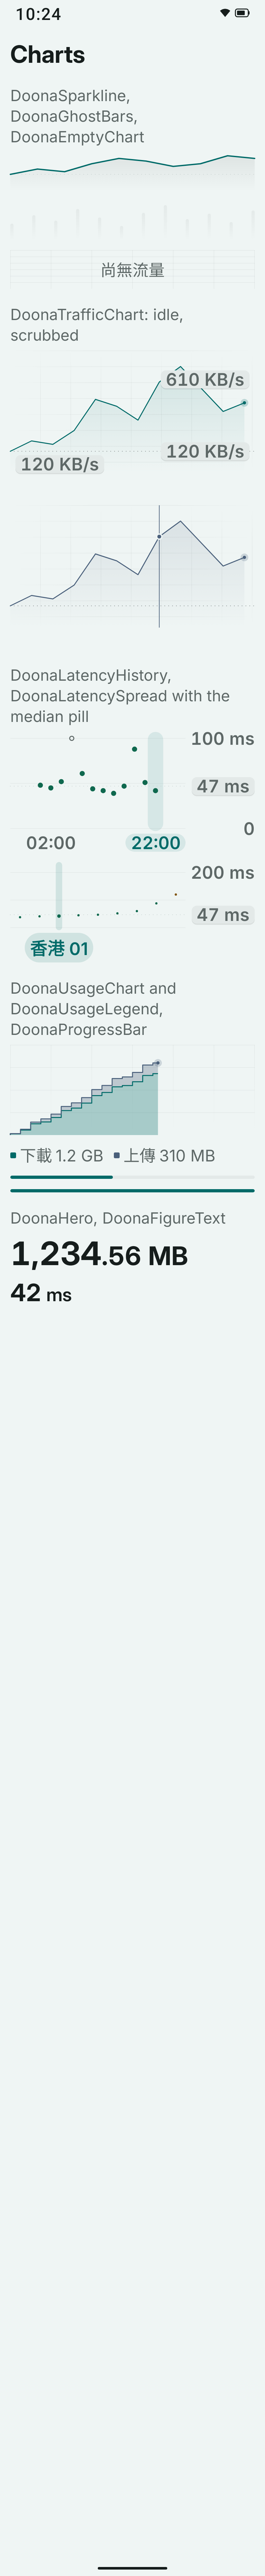 10:24
Charts
DoonaSparkline,
DoonaGhostBars,
DoonaEmptyChart
尚無流量
DoonaTrafficChart: idle,
scrubbed
610 KB/s
120 KB/s
120 KB/s
DoonaLatencyHistory,
DoonaLatencySpread with the
median pill
100 ms
47 ms
0
02:00 22:00
200 ms
47 ms
香港 01
DoonaUsageChart and
DoonaUsageLegend,
DoonaProgressBar
下載 1.2 GB 上傳 310 MB
DoonaHero, DoonaFigureText
1,234.56 MB
42 ms